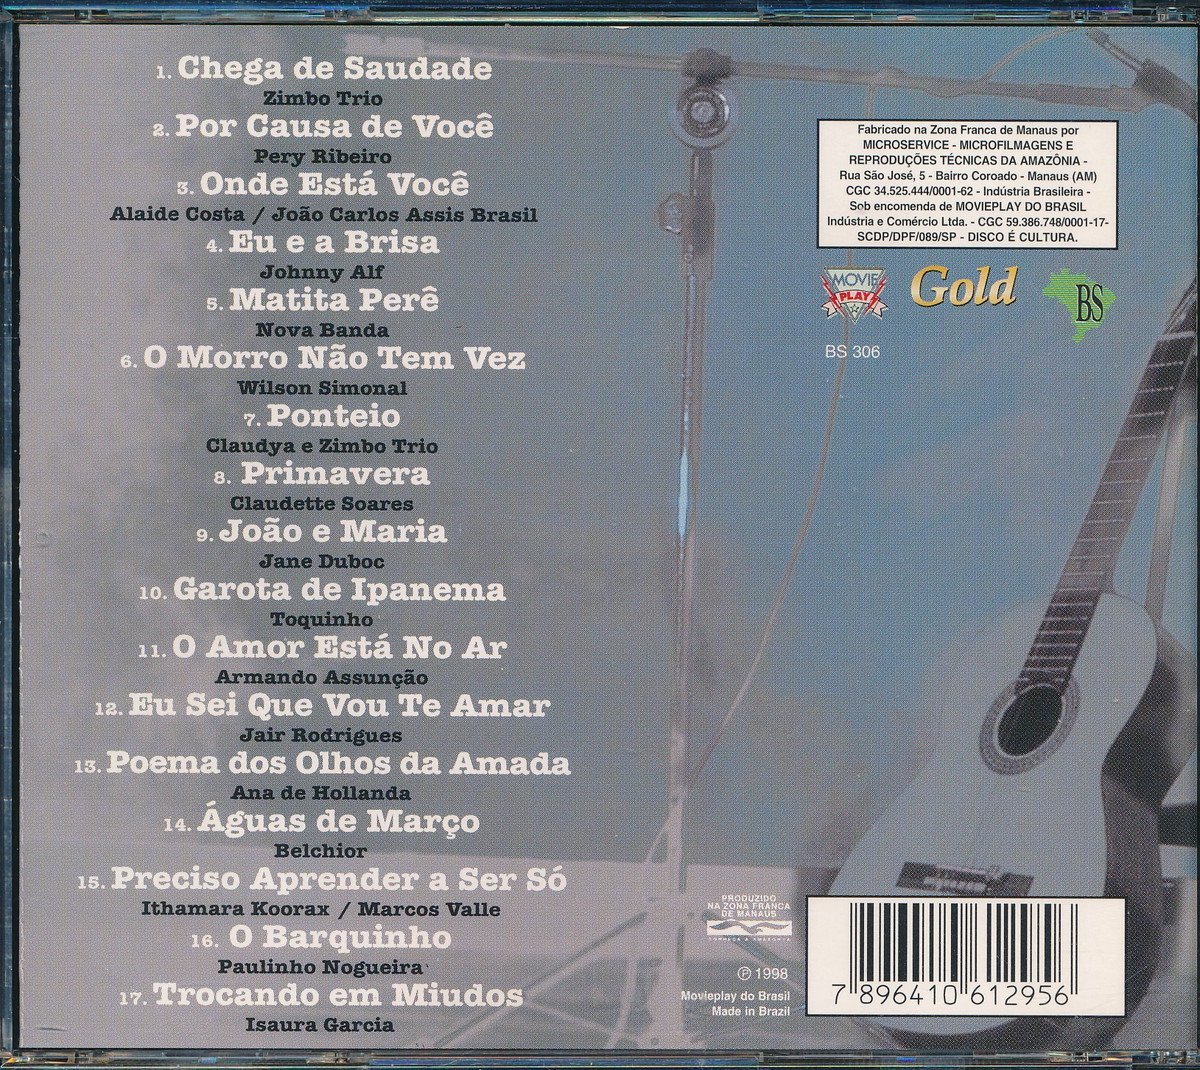 1. Chega de Saudade
Zimbo Trio
2. Por Causa de Você
Pery Ribeiro
3. Onde Está Você
Alaide Costa / João Carlos Assis Brasil
4. Eu e a Brisa
Johnny Alf
5. Matita Perê
Nova Banda
6. O Morro Não Tem Vez
Wilson Simonal
7. Ponteio
Claudya e Zimbo Trio
8. Primavera
Claudette Soares
9. João e Maria
Jane Duboc
10. Garota de Ipanema
Toquinho
11. O Amor Está No Ar
Armando Assunção
12. Eu Sei Que Vou Te Amar
Jair Rodrigues
13. Poema dos Olhos da Amada
Ana de Hollanda
14. Águas de Março
Belchior
15. Preciso Aprender a Ser Só
Ithamara Koorax / Marcos Valle
16. O Barquinho
Paulinho Nogueira
17. Trocando em Miudos
Isaura Garcia
Fabricado na Zona Franca de Manaus por
MICROSERVICE - MICROFILMAGENS E
REPRODUÇÕES TÉCNICAS DA AMAZÔNIA -
Rua São José, 5 - Bairro Coroado - Manaus (AM)
CGC 34.525.444/0001-62 - Indústria Brasileira -
Sob encomenda de MOVIEPLAY DO BRASIL
Indústria e Comércio Ltda. - CGC 59.386.748/0001-17-
SCDP/DPF/089/SP - DISCO É CULTURA.
MOVIE
PLAY
Gold
BS
BS 306
PRODUZIDO
NA ZONA FRANCA
DE MANAUS
CONHEÇA A AMAZÔNIA
℗ 1998
Movieplay do Brasil
Made in Brazil
7 896410 612956